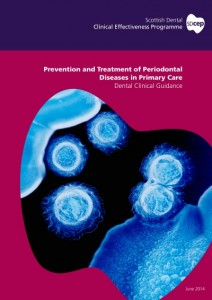 Scottish Dental
Clinical Effectiveness Programme
sdcep
Prevention and Treatment of Periodontal
Diseases in Primary Care
Dental Clinical Guidance
June 2014